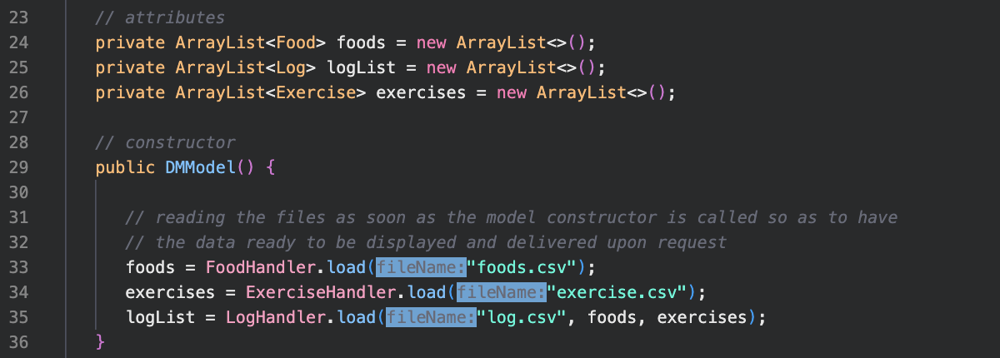 23 // attributes
24 private ArrayList<Food> foods = new ArrayList<>();
25 private ArrayList<Log> logList = new ArrayList<>();
26 private ArrayList<Exercise> exercises = new ArrayList<>();
27
28 // constructor
29 public DMModel() {
30
31 // reading the files as soon as the model constructor is called so as to have
32 // the data ready to be displayed and delivered upon request
33 foods = FoodHandler.load(fileName:"foods.csv");
34 exercises = ExerciseHandler.load(fileName:"exercise.csv");
35 logList = LogHandler.load(fileName:"log.csv", foods, exercises);
36 }